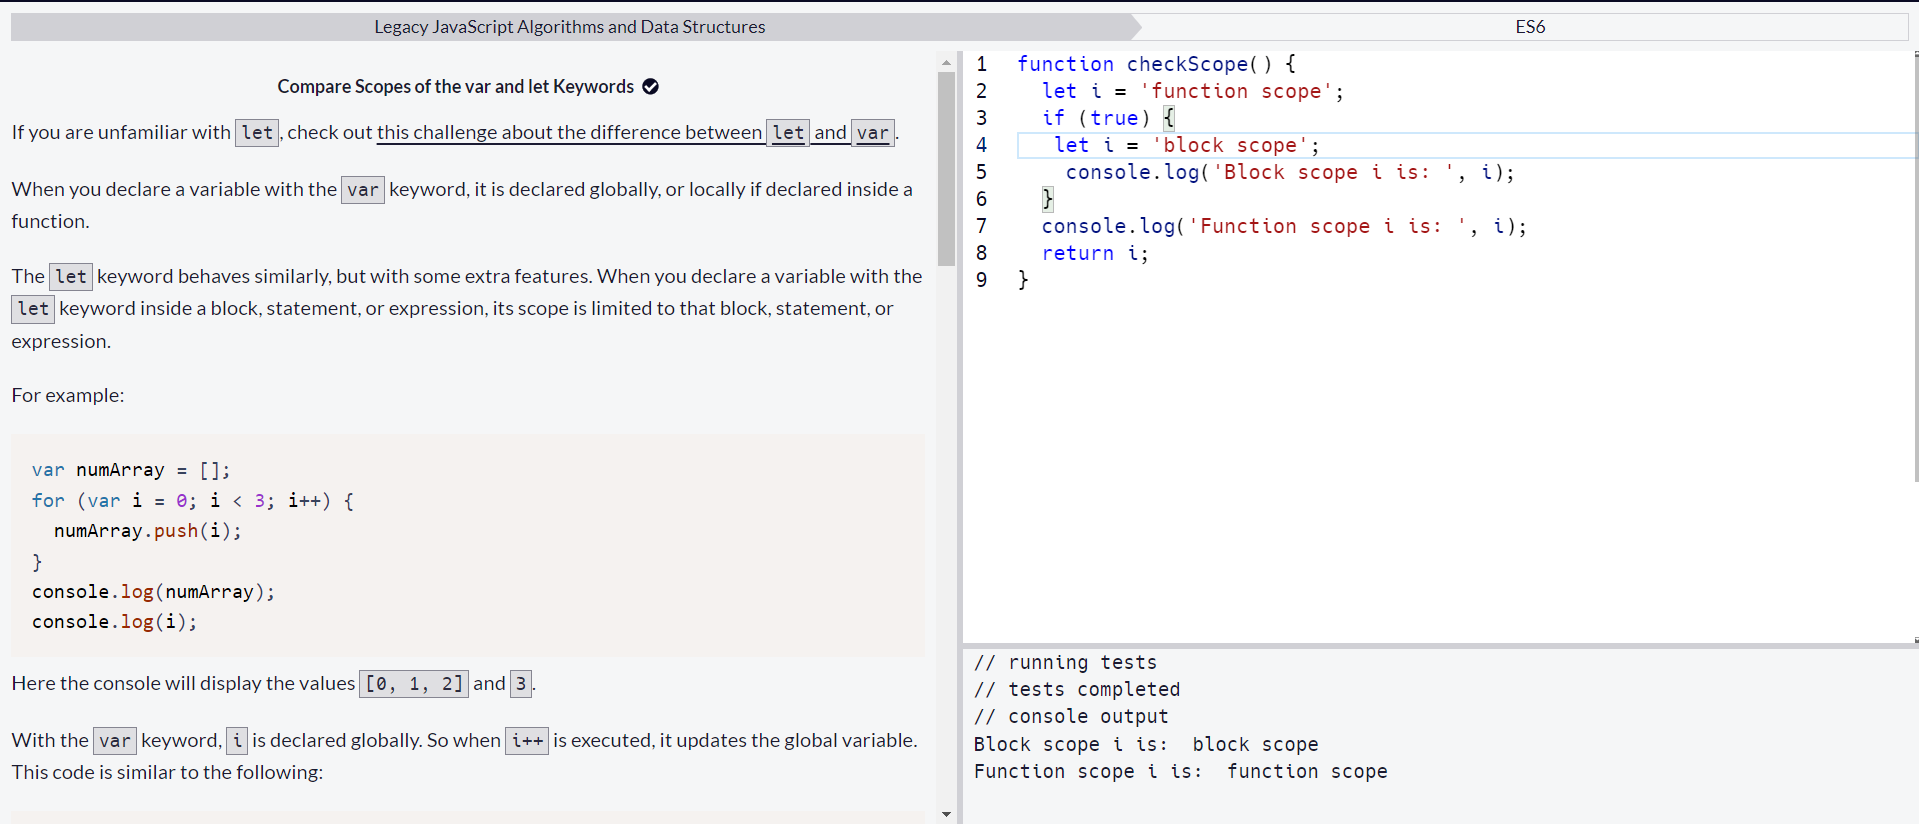 Legacy JavaScript Algorithms and Data Structures
ES6
Compare Scopes of the var and let Keywords
If you are unfamiliar with let, check out this challenge about the difference between let and var.
When you declare a variable with the var keyword, it is declared globally, or locally if declared inside a
function.
The let keyword behaves similarly, but with some extra features. When you declare a variable with the
let keyword inside a block, statement, or expression, its scope is limited to that block, statement, or
expression.
For example:
var numArray = [];
for (var i = 0; i < 3; i++) {
  numArray.push(i);
}
console.log(numArray);
console.log(i);
Here the console will display the values [0, 1, 2] and 3.
With the var keyword, i is declared globally. So when i++ is executed, it updates the global variable.
This code is similar to the following:
1 function checkScope() {
2   let i = 'function scope';
3   if (true) {
4    let i = 'block scope';
5     console.log('Block scope i is: ', i);
6   }
7   console.log('Function scope i is: ', i);
8   return i;
9 }
// running tests
// tests completed
// console output
Block scope i is:  block scope
Function scope i is:  function scope